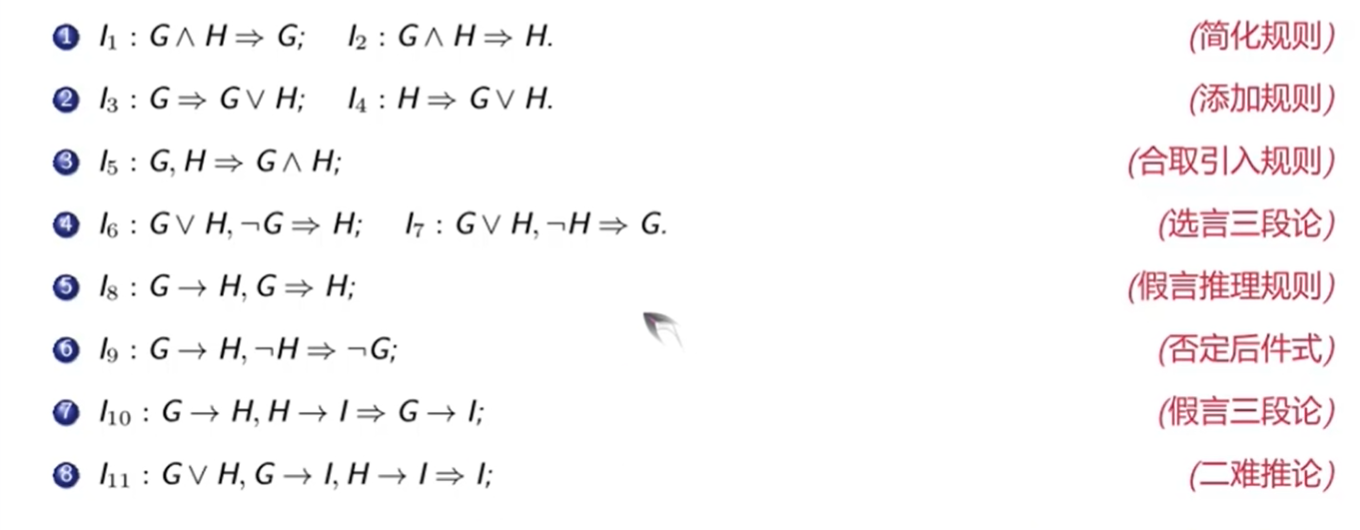 1 I₁ : G ∧ H ⇒ G; I₂ : G ∧ H ⇒ H. (简化规则)
2 I₃ : G ⇒ G ∨ H; I₄ : H ⇒ G ∨ H. (添加规则)
3 I₅ : G, H ⇒ G ∧ H; (合取引入规则)
4 I₆ : G ∨ H, ¬G ⇒ H; I₇ : G ∨ H, ¬H ⇒ G. (选言三段论)
5 I₈ : G → H, G ⇒ H; (假言推理规则)
6 I₉ : G → H, ¬H ⇒ ¬G; (否定后件式)
7 I₁₀ : G → H, H → I ⇒ G → I; (假言三段论)
8 I₁₁ : G ∨ H, G → I, H → I ⇒ I; (二难推论)